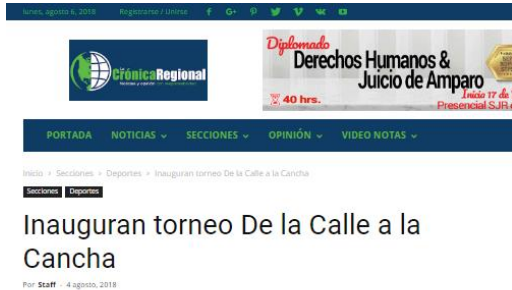 lunes, agosto 6, 2018 Registrarse / Unirse
CrónicaRegional
Diplomado
Derechos Humanos &
Juicio de Amparo
40 hrs.
Inicia 17 de
Presencial SJR
PORTADA NOTICIAS SECCIONES OPINIÓN VIDEO NOTAS
Inicio › Secciones › Deportes › Inauguran torneo De la Calle a la Cancha
Secciones Deportes
Inauguran torneo De la Calle a la
Cancha
Por Staff - 4 agosto, 2018